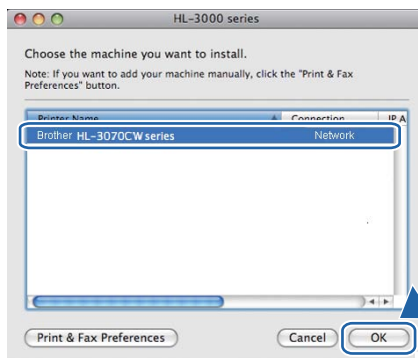 HL-3000 series
Choose the machine you want to install.
Note: If you want to add your machine manually, click the "Print & Fax
Preferences" button.
Printer Name Connection IP A
Brother HL-3070CW series Network
Print & Fax Preferences Cancel OK